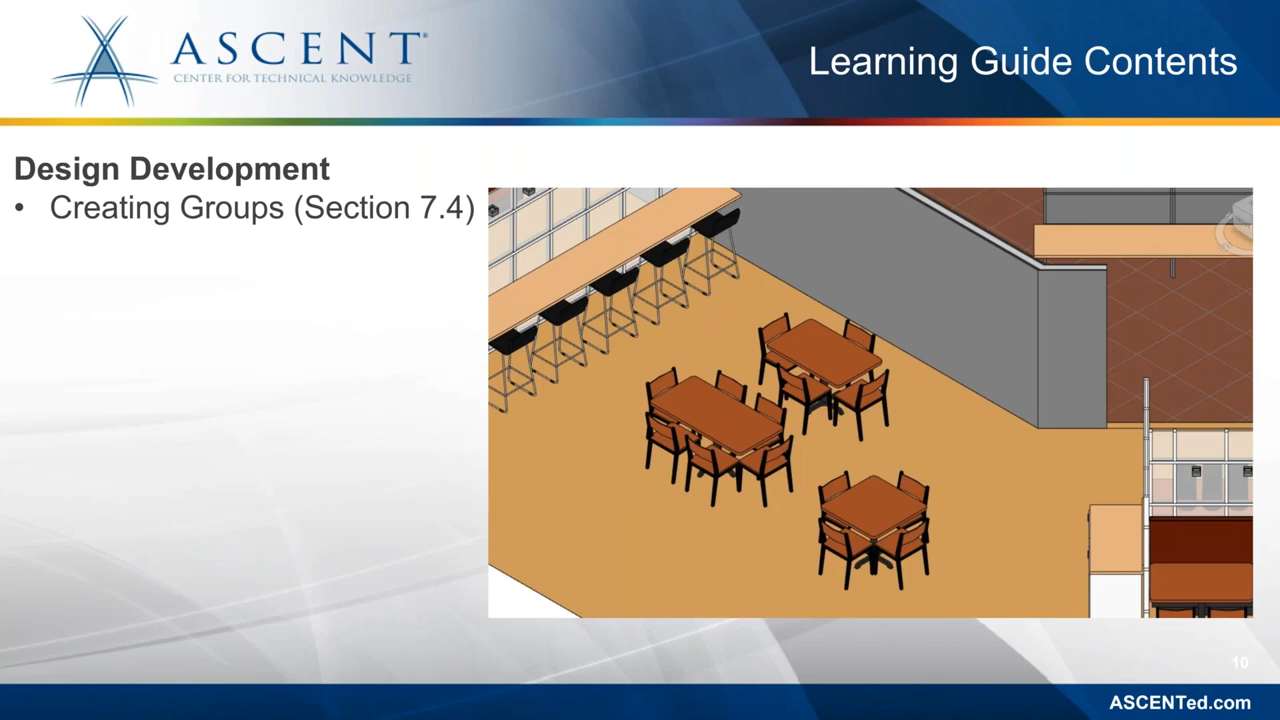 ASCENT®
CENTER FOR TECHNICAL KNOWLEDGE
Learning Guide Contents
Design Development
• Creating Groups (Section 7.4)
10
ASCENTed.com